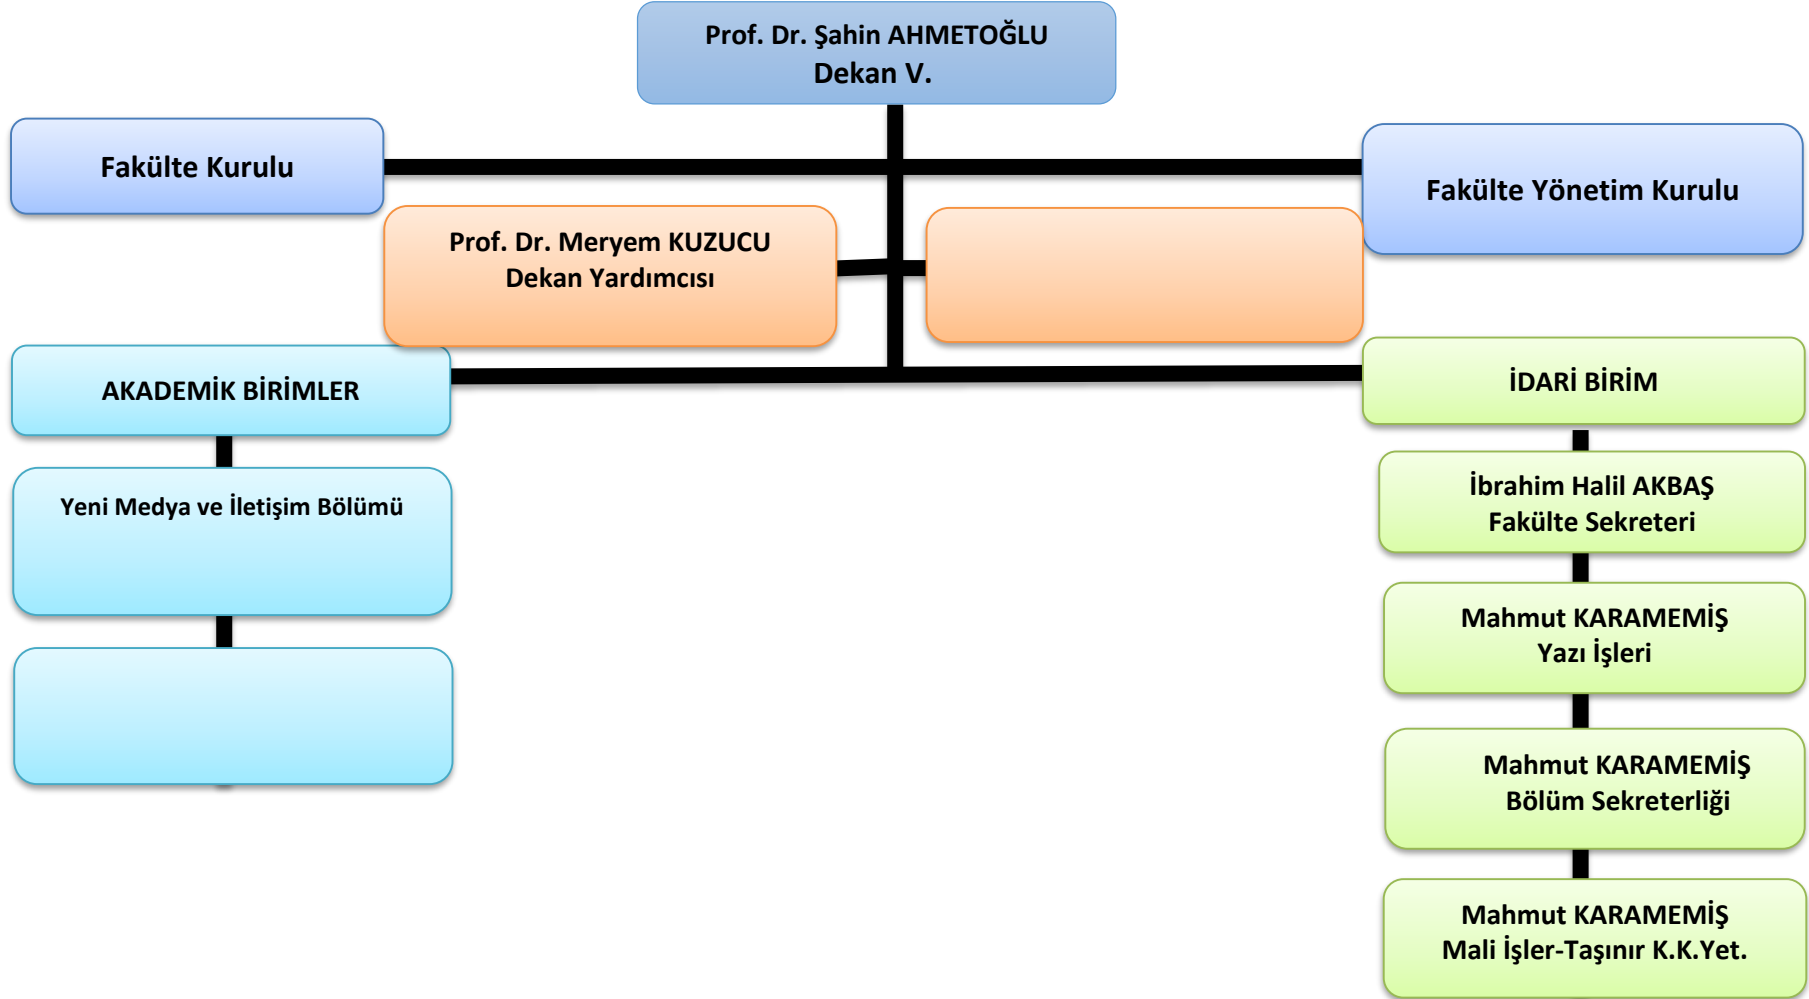 Prof. Dr. Şahin AHMETOĞLU
Dekan V.
Fakülte Kurulu
Fakülte Yönetim Kurulu
Prof. Dr. Meryem KUZUCU
Dekan Yardımcısı
AKADEMİK BİRİMLER
Yeni Medya ve İletişim Bölümü
İDARİ BİRİM
İbrahim Halil AKBAŞ
Fakülte Sekreteri
Mahmut KARAMEMİŞ
Yazı İşleri
Mahmut KARAMEMİŞ
Bölüm Sekreterliği
Mahmut KARAMEMİŞ
Mali İşler-Taşınır K.K.Yet.